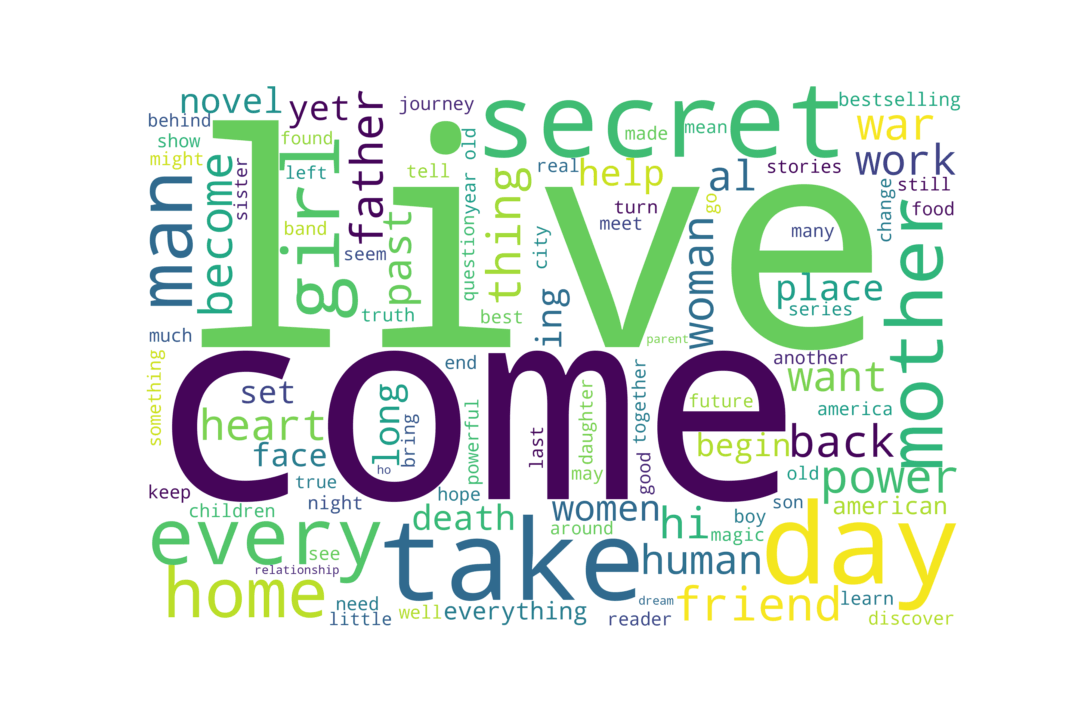 novel
yet
father
journey
secret
bestselling
behind
show
might
found
girl
live
left
sister
tell
old
made
mean
war
work
man
become
band
seem
past
questionyear
thing
real
help
al
go
stories
still
food
turn
meet
many
change
mother
city
woman
place
series
truth
best
ing
parent
much
something
come
set
heart
face
long
bring
ho
end
powerful
last
daughter
may
together
good
future
another
want
america
begin
back
old
power
keep
true
night
children
hope
death
women
around
hi
magic
boy
son
american
every
see
relationship
take
human
day
home
need
little
well
everything
dream
reader
friend
learn
discover